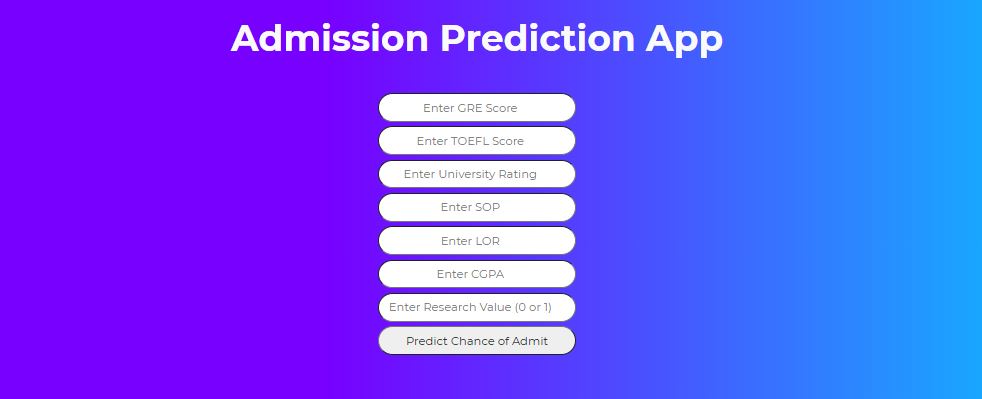 Admission Prediction App
Enter GRE Score
Enter TOEFL Score
Enter University Rating
Enter SOP
Enter LOR
Enter CGPA
Enter Research Value (0 or 1)
Predict Chance of Admit